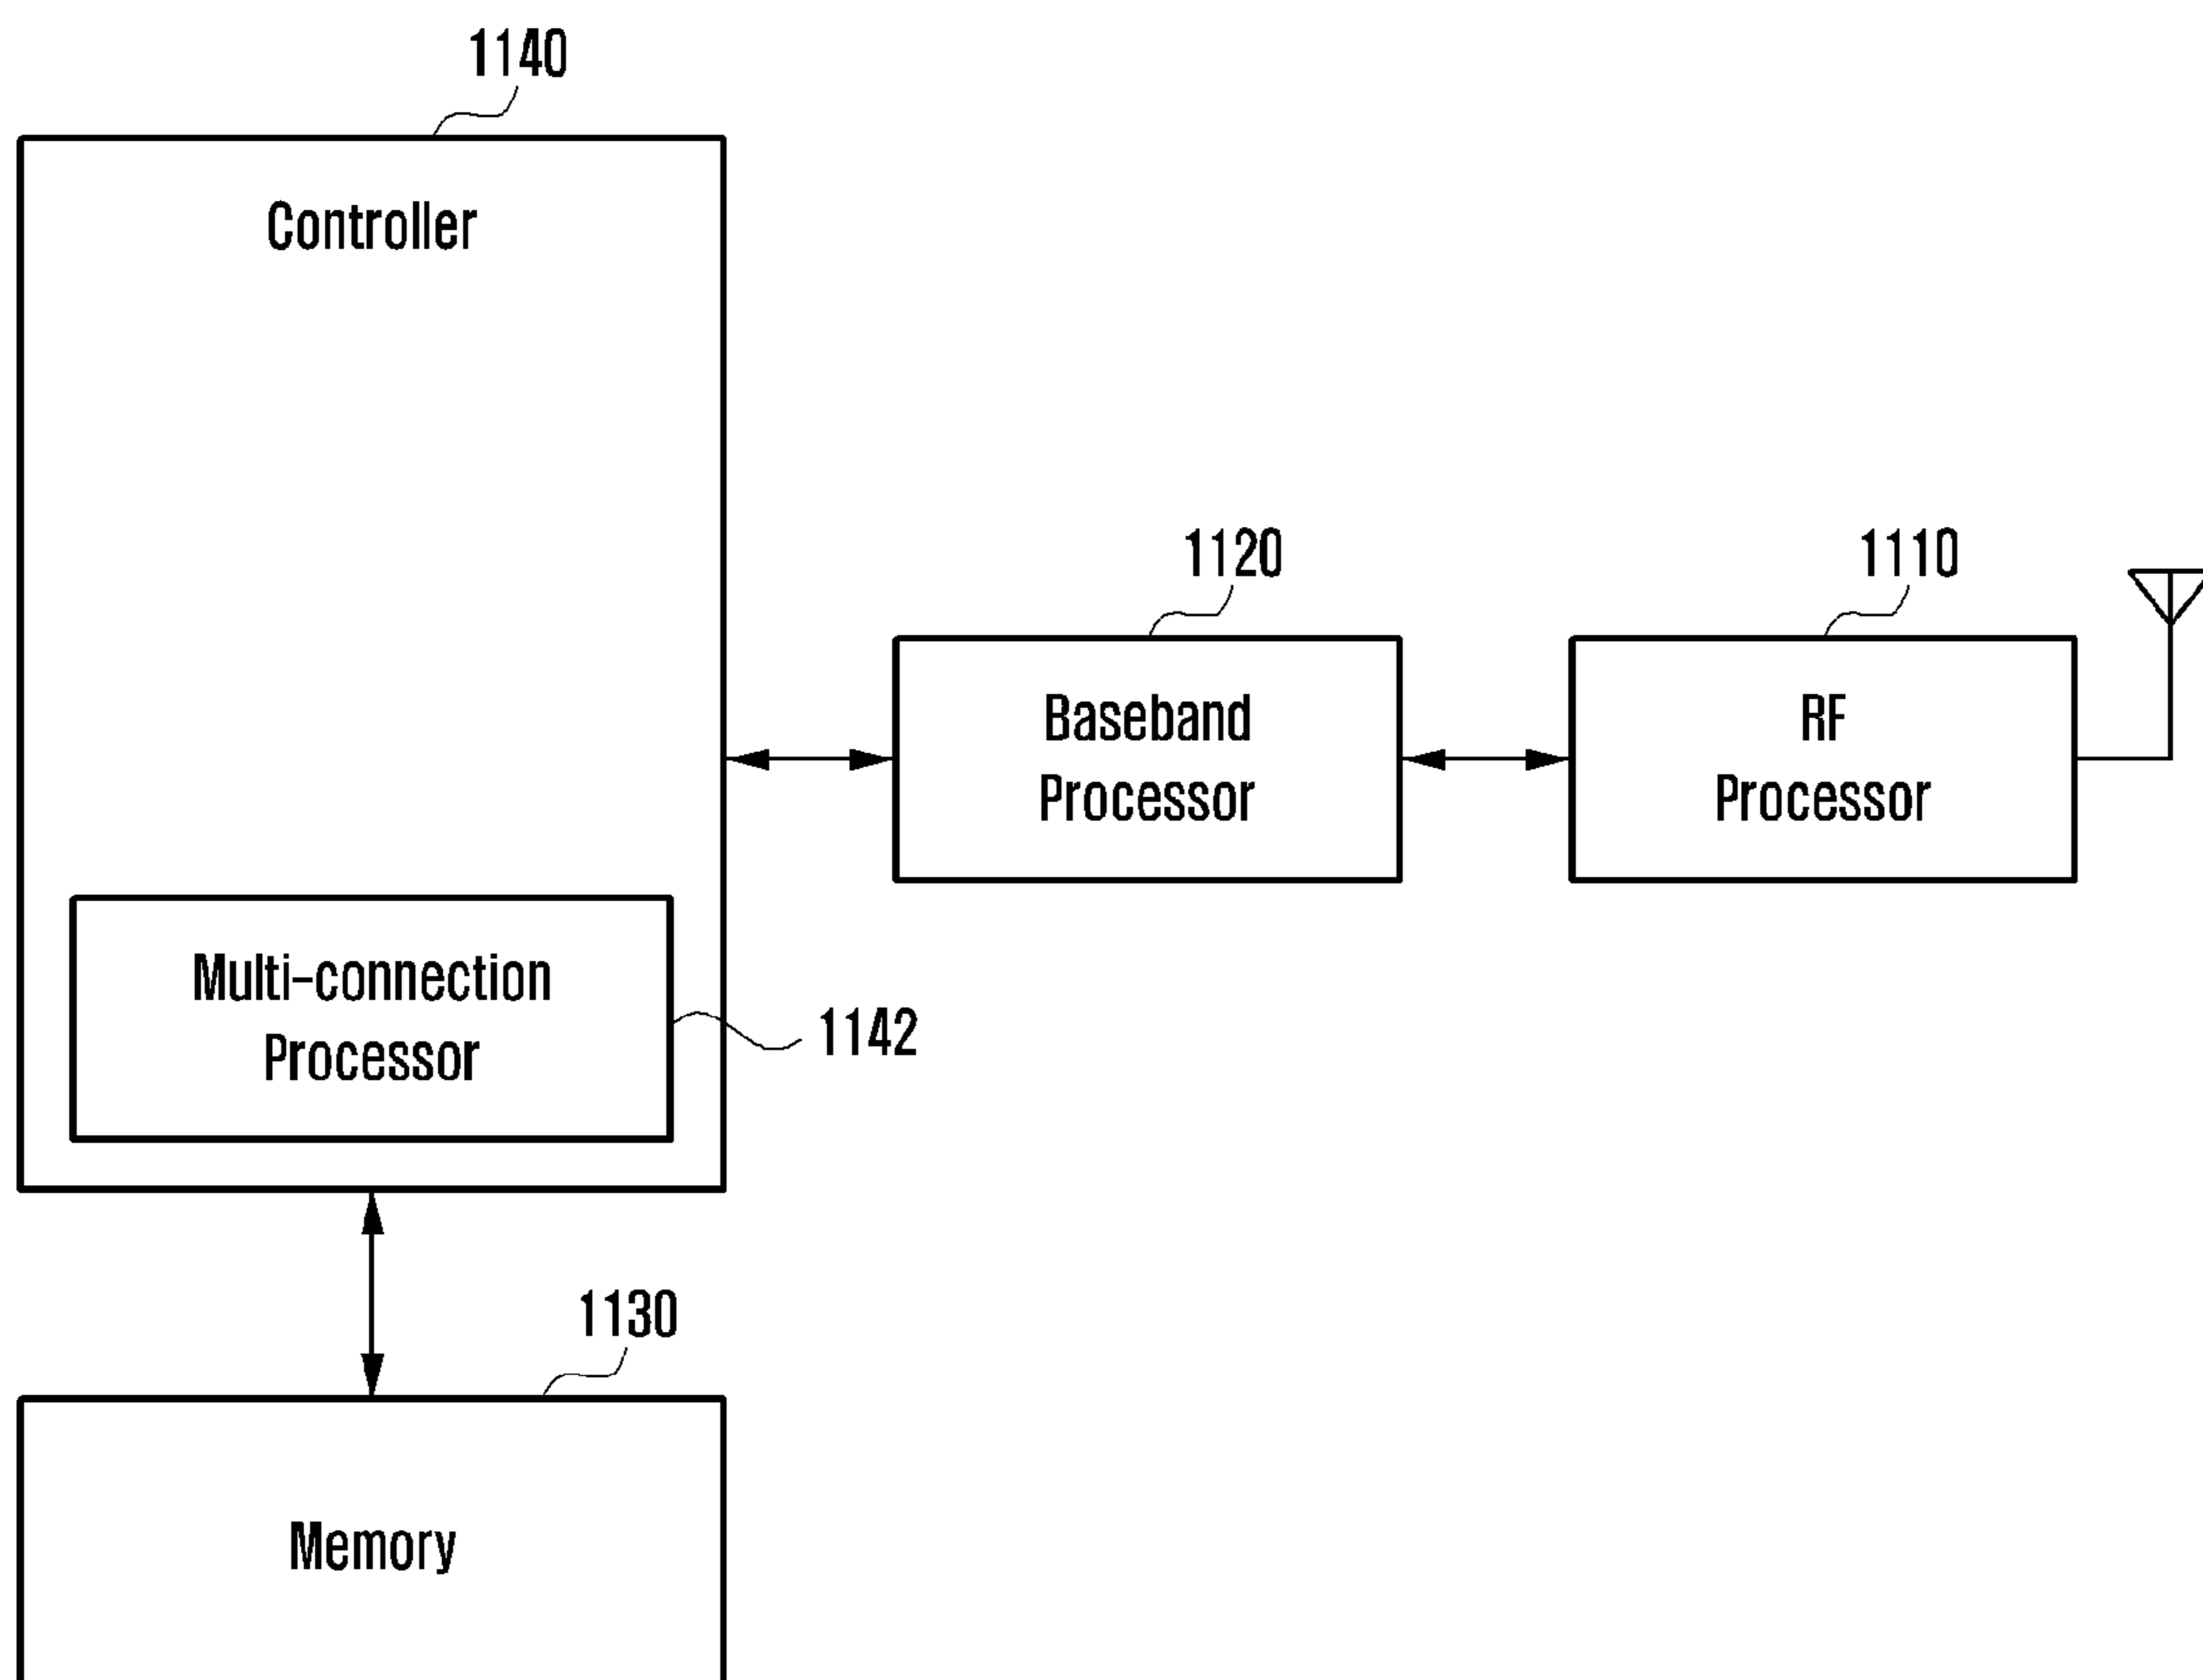 1140
Controller
1120
1110
Baseband
Processor
RF
Processor
Multi-connection
Processor
1142
1130
Memory